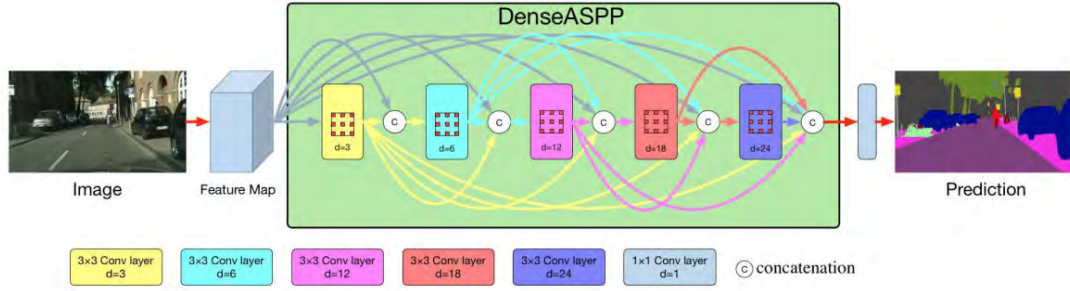 DenseASPP
C
C
C
C
C
d=3
d=6
d=12
d=18
d=24
Image
Feature Map
Prediction
3×3 Conv layer
d=3
3×3 Conv layer
d=6
3×3 Conv layer
d=12
3×3 Conv layer
d=18
3×3 Conv layer
d=24
1×1 Conv layer
d=1
C concatenation